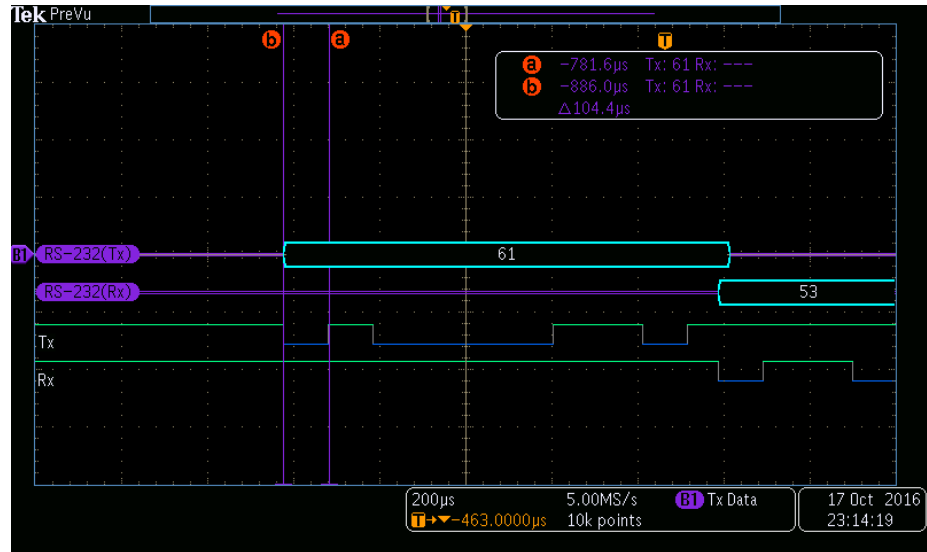 Tek PreVu
T
b a T
a -781.6µs Tx: 61 Rx: ---
b -886.0µs Tx: 61 Rx: ---
△104.4µs
B1 RS-232(Tx) 61
RS-232(Rx) 53
Tx
Rx
200µs 5.00MS/s B1 Tx Data 17 Oct 2016
T→▼-463.0000µs 10k points 23:14:19